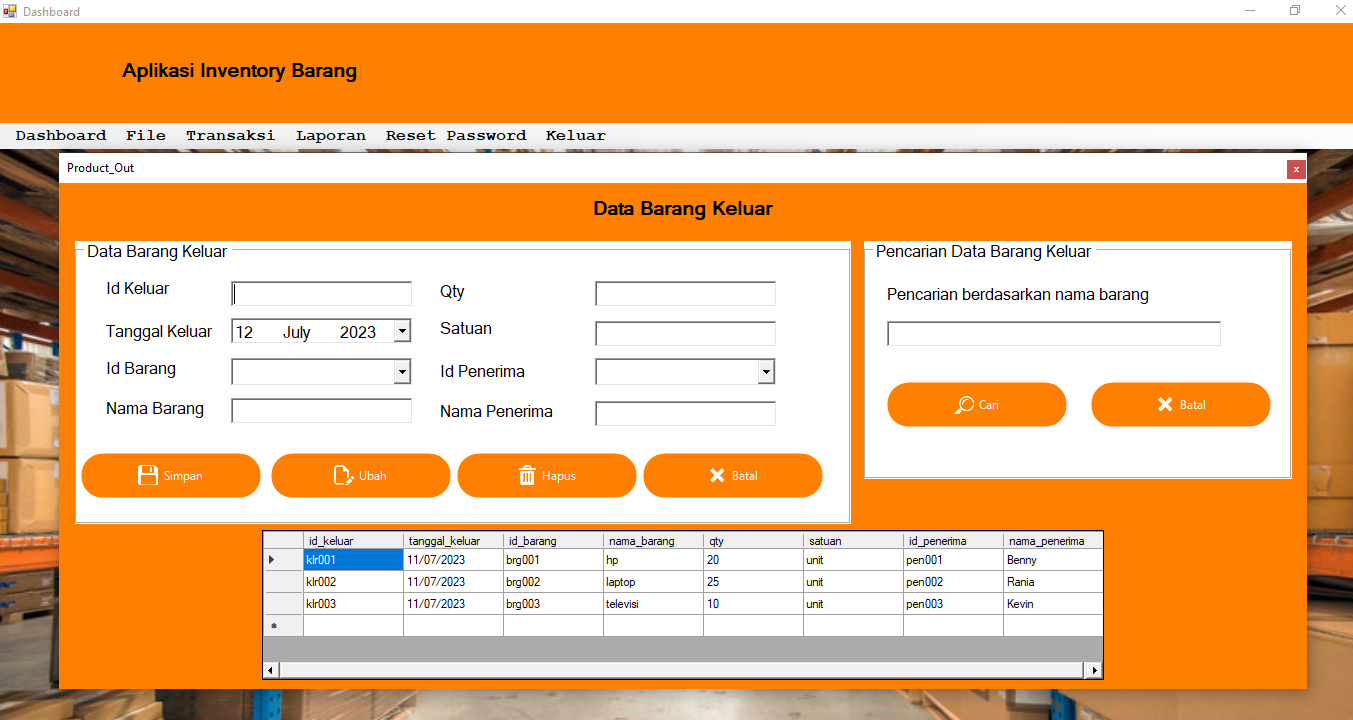 Dashboard
Aplikasi Inventory Barang
Dashboard File Transaksi Laporan Reset Password Keluar
Product_Out
x
Data Barang Keluar
Data Barang Keluar
Id Keluar
Qty
Tanggal Keluar 12 July 2023
Satuan
Id Barang
Id Penerima
Nama Barang
Nama Penerima
Simpan Ubah Hapus Batal
Pencarian Data Barang Keluar
Pencarian berdasarkan nama barang
Cari Batal
id_keluar tanggal_keluar id_barang nama_barang qty satuan id_penerima nama_penerima
klr001 11/07/2023 brg001 hp 20 unit pen001 Benny
klr002 11/07/2023 brg002 laptop 25 unit pen002 Rania
klr003 11/07/2023 brg003 televisi 10 unit pen003 Kevin